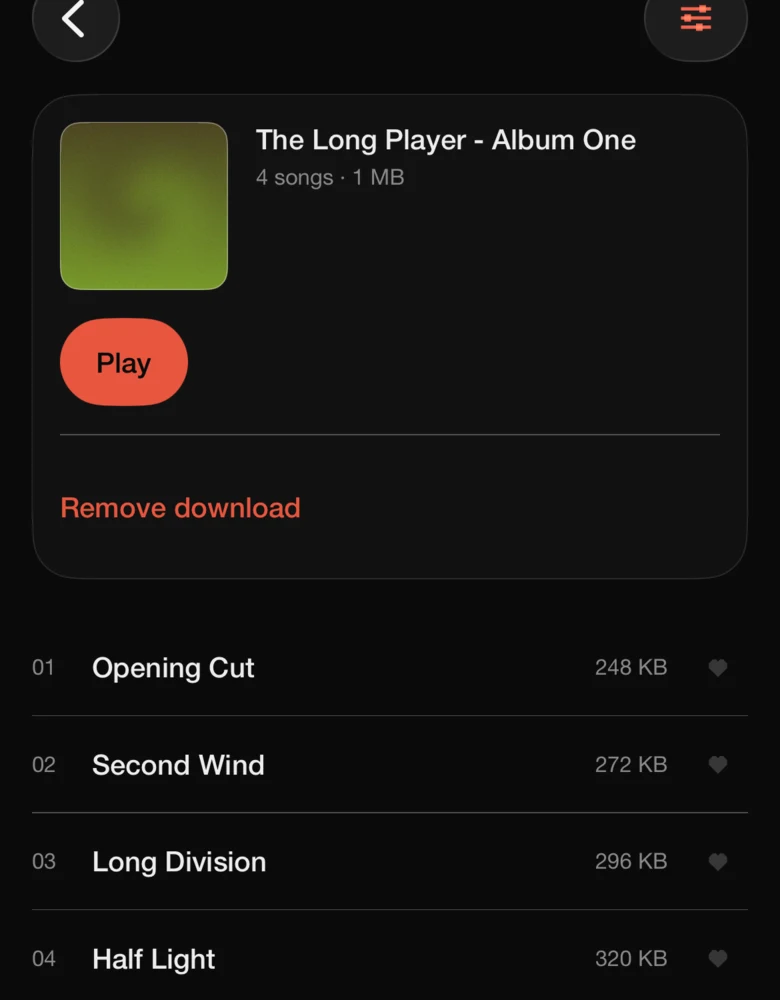 The Long Player - Album One
4 songs · 1 MB
Play
Remove download
01 Opening Cut 248 KB
02 Second Wind 272 KB
03 Long Division 296 KB
04 Half Light 320 KB